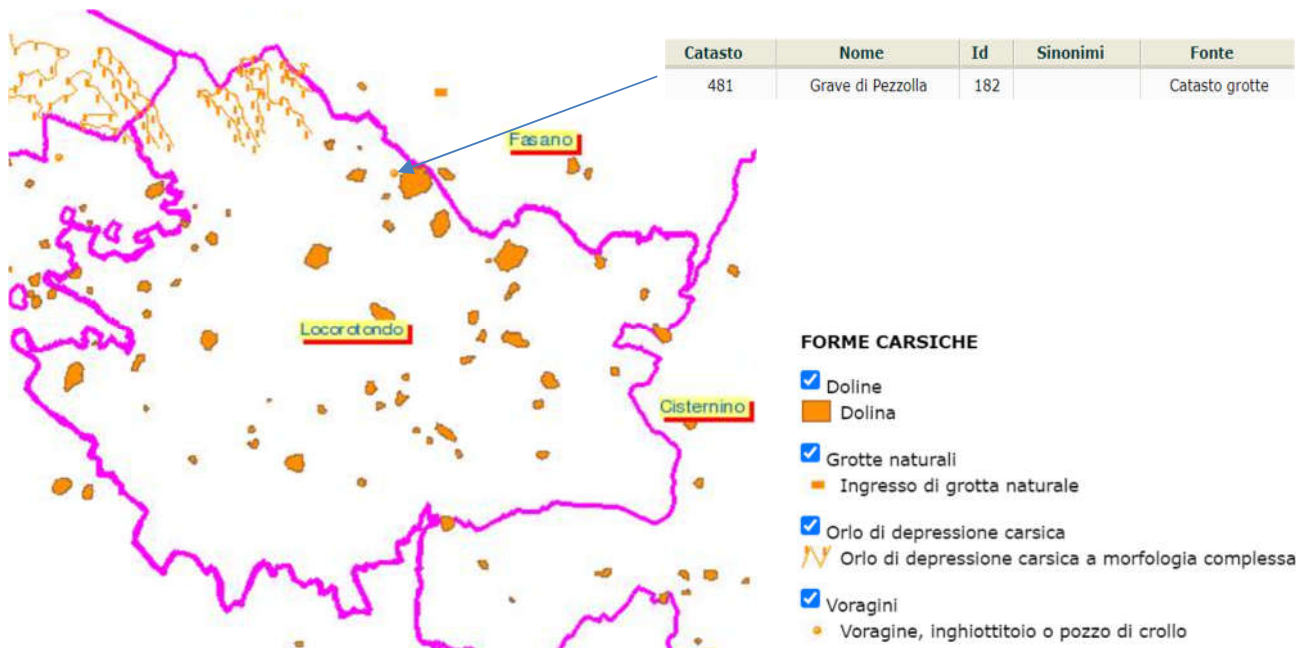 Catasto Nome Id Sinonimi Fonte
481 Grave di Pezzolla 182 Catasto grotte
Fasano
Locorotondo
Cisternino
FORME CARSICHE
Doline
Dolina
Grotte naturali
Ingresso di grotta naturale
Orlo di depressione carsica
Orlo di depressione carsica a morfologia complessa
Voragini
Voragine, inghiottitoio o pozzo di crollo